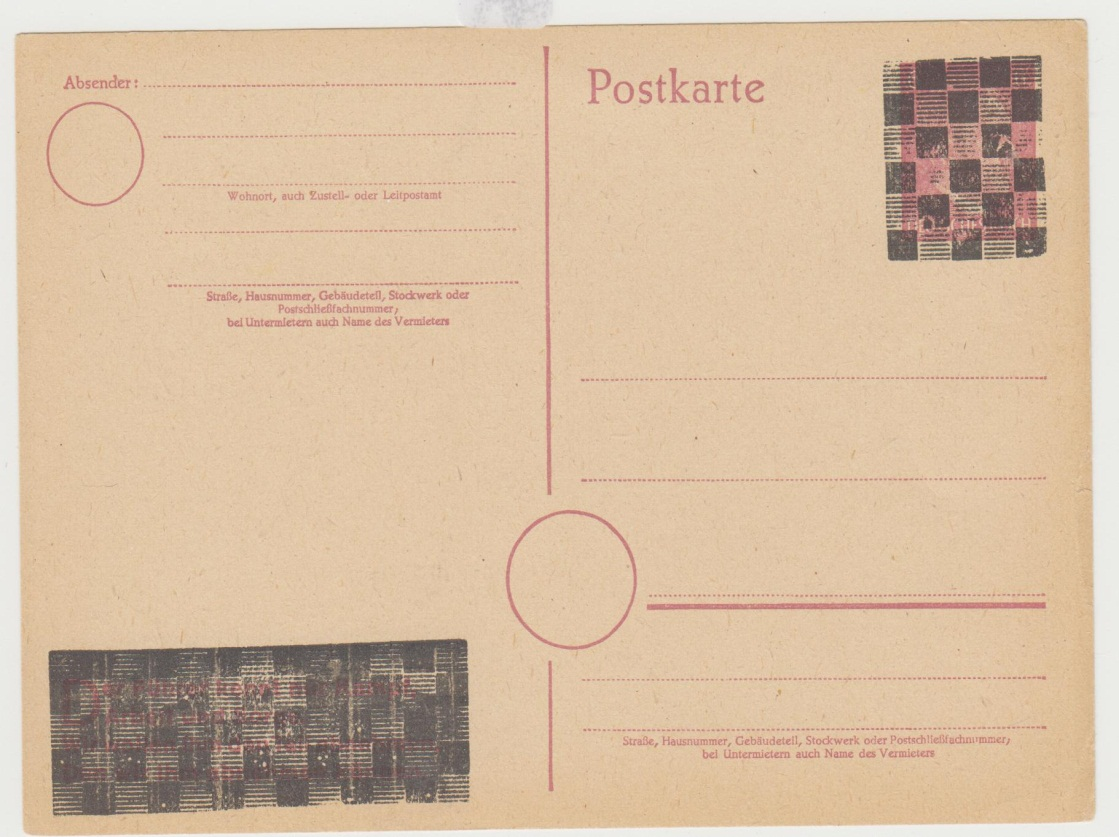 Absender:
Wohnort, auch Zustell- oder Leitpostamt
Straße, Hausnummer, Gebäudeteil, Stockwerk oder
Postschließfachnummer;
bei Untermietern auch Name des Vermieters
Postkarte
Straße, Hausnummer, Gebäudeteil, Stockwerk oder Postschließfachnummer;
bei Untermietern auch Name des Vermieters